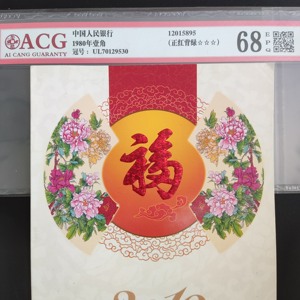 ACG
AI CANG GUARANTY
中国人民银行
1980年壹角
冠号：UL70129530
12015895
（正红背绿☆☆☆）
68
EPQ
福